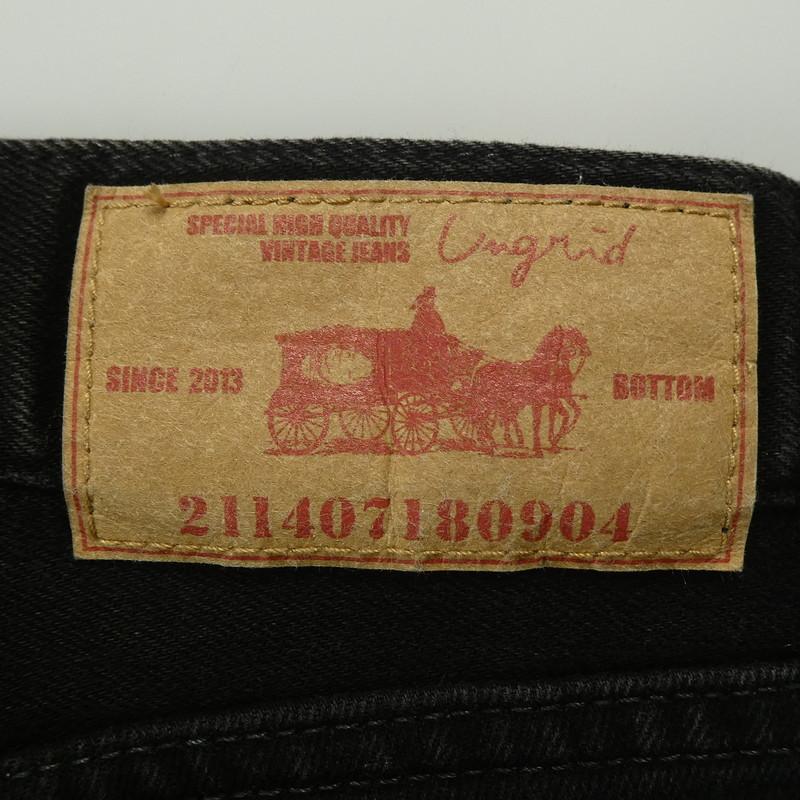 SPECIAL HIGH QUALITY
VINTAGE JEANS
Ungrid
SINCE 2013
BOTTOM
211407180904